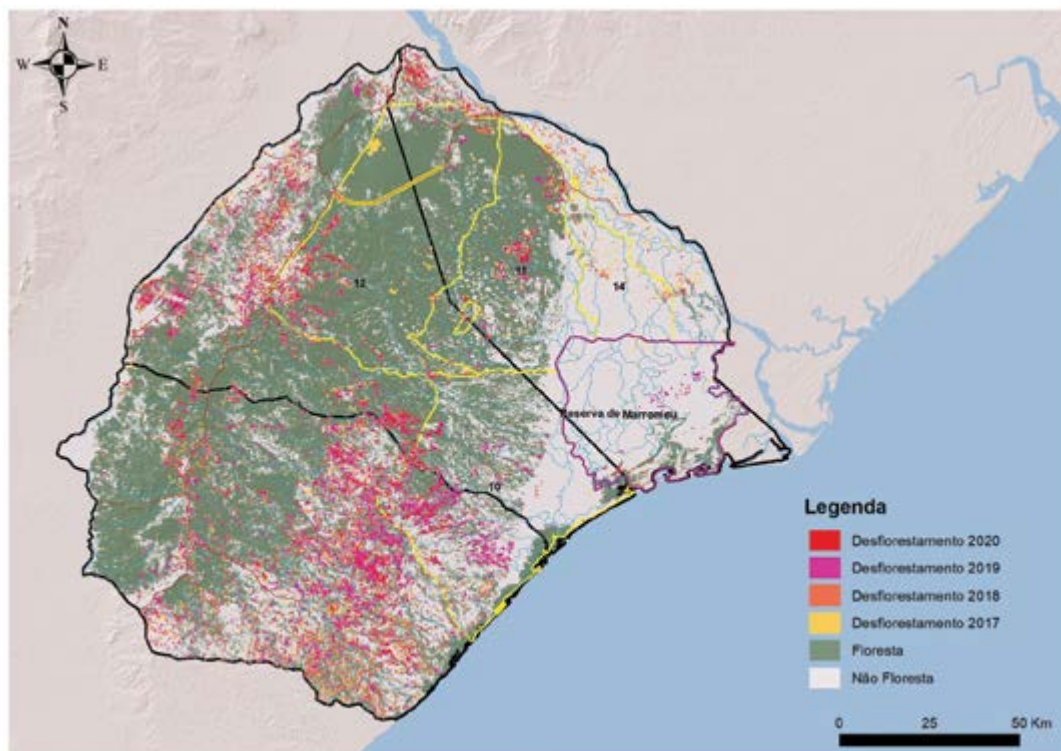 N
W E
S
12
11
14
Reserva de Marromeu
10
Legenda
Desflorestamento 2020
Desflorestamento 2019
Desflorestamento 2018
Desflorestamento 2017
Floresta
Não Floresta
0 25 50 Km